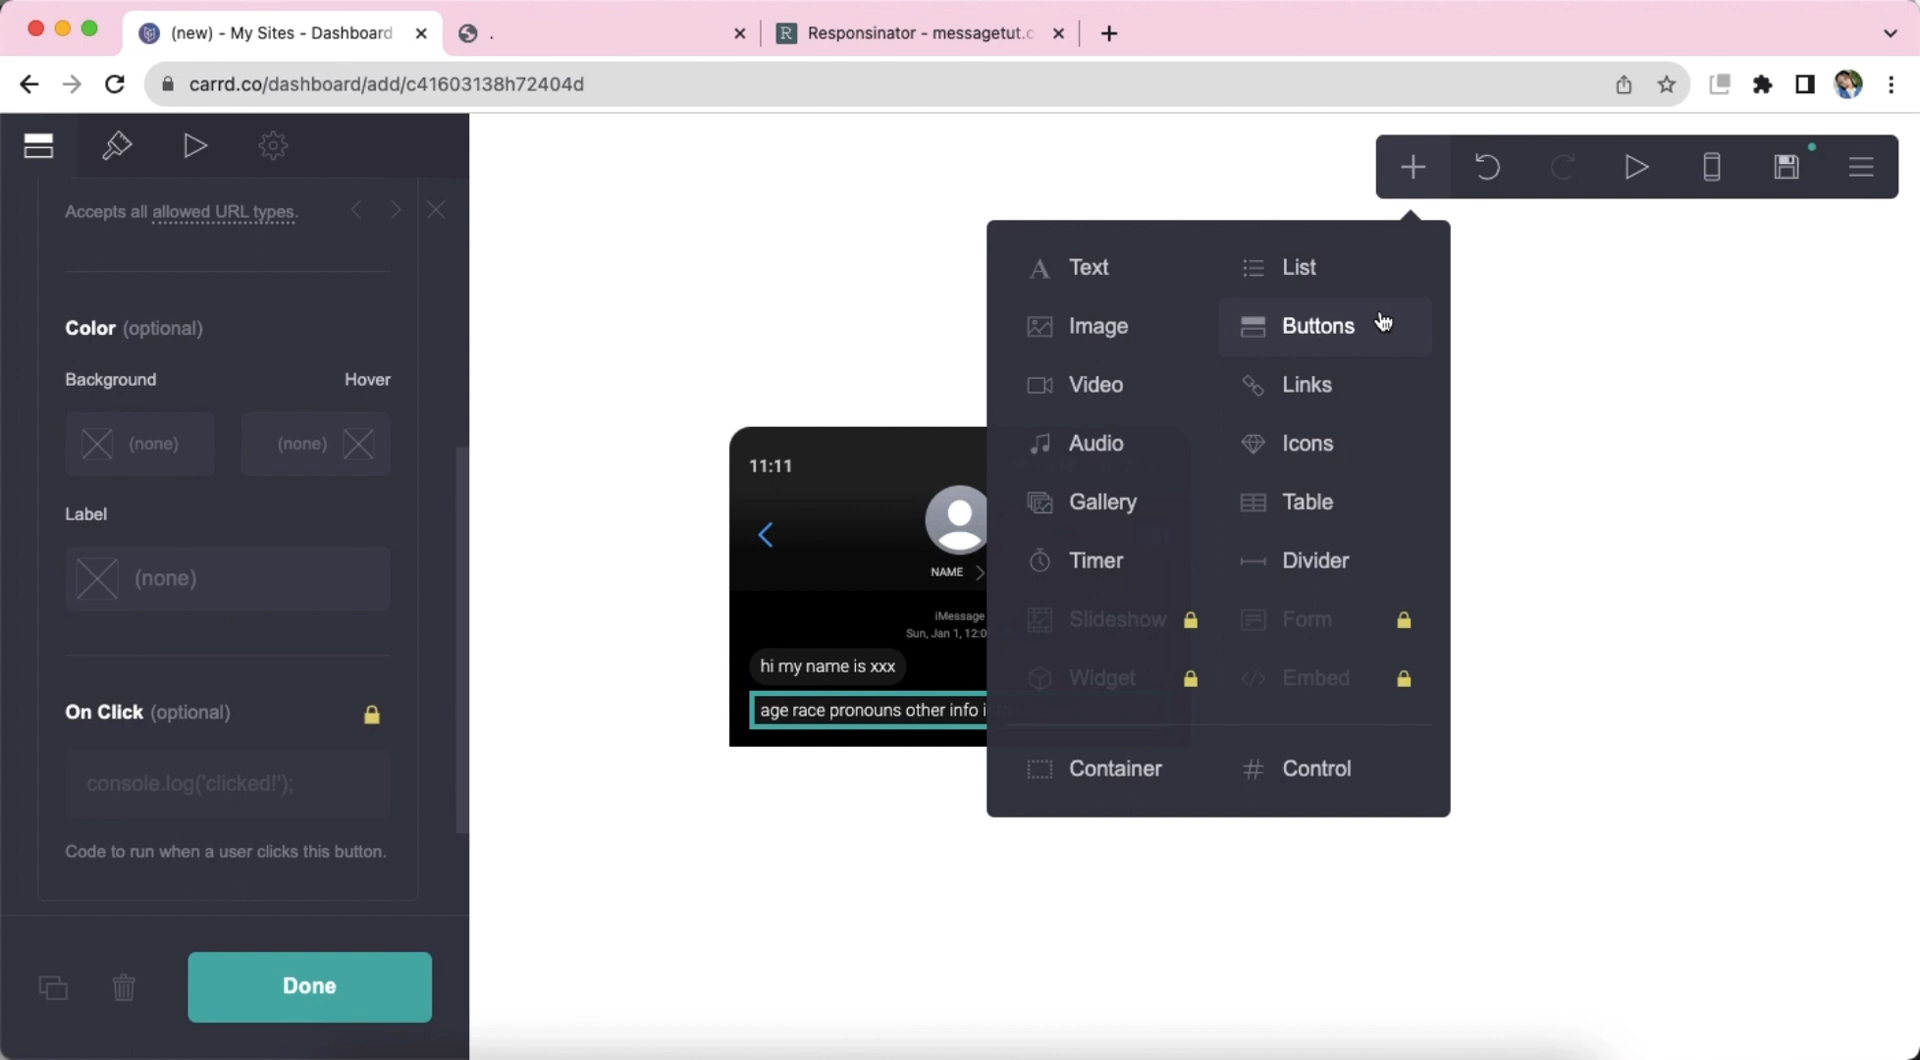 (new) - My Sites - Dashboard
.
Responsinator - messagetut.c
carrd.co/dashboard/add/c41603138h72404d
Accepts all allowed URL types.
Color (optional)
Background
Hover
(none)
(none)
Label
(none)
On Click (optional)
console.log('clicked!');
Code to run when a user clicks this button.
Done
11:11
NAME
iMessage
Sun, Jan 1, 12:0
hi my name is xxx
age race pronouns other info i
Text
List
Image
Buttons
Video
Links
Audio
Icons
Gallery
Table
Timer
Divider
Slideshow
Form
Widget
Embed
Container
Control